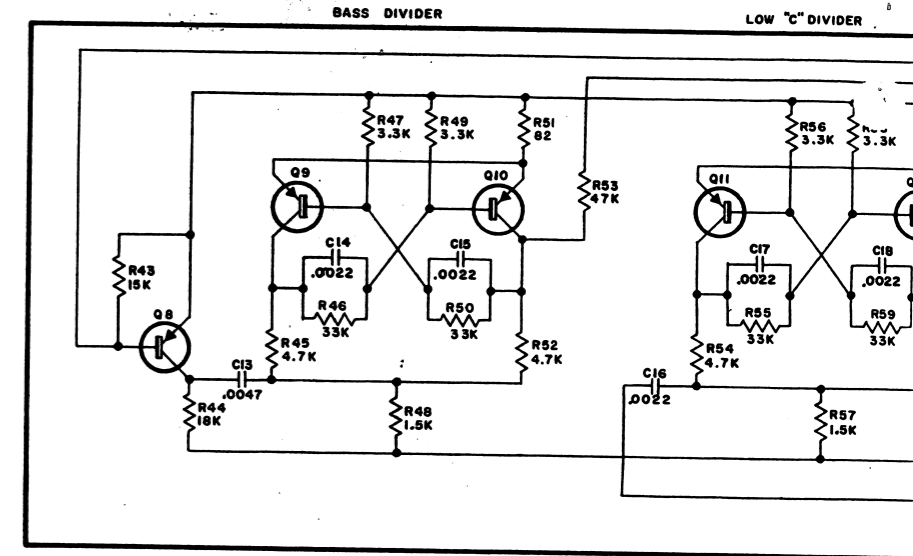 BASS DIVIDER
LOW "C" DIVIDER
R47
3.3K
R49
3.3K
R51
82
R56
3.3K
3.3K
Q9
Q10
R53
47K
Q11
C14
.0022
C15
.0022
C17
.0022
C18
.0022
R43
15K
R46
33K
R50
33K
R55
33K
R59
33K
Q8
R45
4.7K
R52
4.7K
R54
4.7K
C13
.0047
C16
.0022
R44
18K
R48
1.5K
R57
1.5K